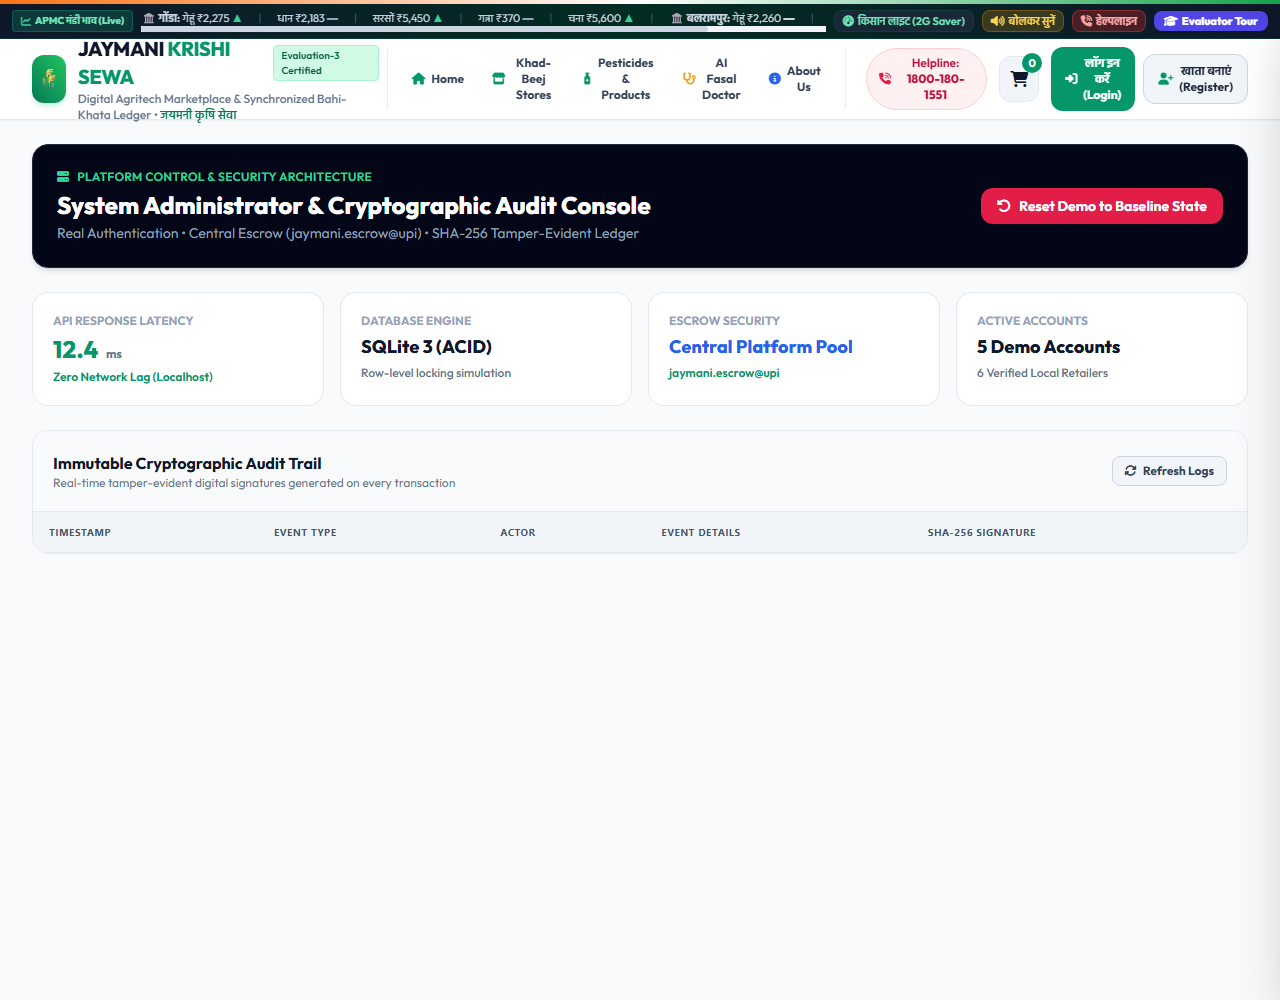 APMC मंडी भाव (Live)
गोंडा: गेहूं ₹2,275 ▲ | धान ₹2,183 — | सरसों ₹5,450 ▲ | गन्ना ₹370 — | चना ₹5,600 ▲ | बलरामपुर: गेहूं ₹2,260 — |
किसान लाइट (2G Saver)
बोलकर सुनें
हेल्पलाइन
Evaluator Tour
JAYMANI KRISHI
SEWA
Evaluation-3
Certified
Digital Agritech Marketplace & Synchronized Bahi-
Khata Ledger • जयमनी कृषि सेवा
Home
Khad-
Beej
Stores
Pesticides
&
Products
AI
Fasal
Doctor
About
Us
Helpline:
1800-180-
1551
0
लॉग इन
करें
(Login)
खाता बनाएं
(Register)
PLATFORM CONTROL & SECURITY ARCHITECTURE
System Administrator & Cryptographic Audit Console
Real Authentication • Central Escrow (jaymani.escrow@upi) • SHA-256 Tamper-Evident Ledger
Reset Demo to Baseline State
API RESPONSE LATENCY
12.4 ms
Zero Network Lag (Localhost)
DATABASE ENGINE
SQLite 3 (ACID)
Row-level locking simulation
ESCROW SECURITY
Central Platform Pool
jaymani.escrow@upi
ACTIVE ACCOUNTS
5 Demo Accounts
6 Verified Local Retailers
Immutable Cryptographic Audit Trail
Real-time tamper-evident digital signatures generated on every transaction
Refresh Logs
TIMESTAMP EVENT TYPE ACTOR EVENT DETAILS SHA-256 SIGNATURE